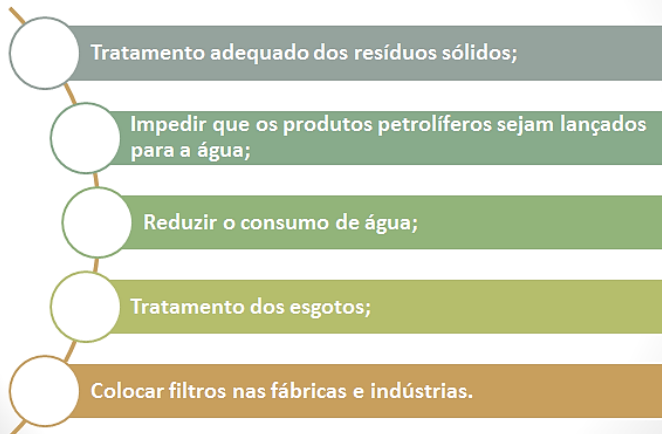 Tratamento adequado dos resíduos sólidos;
Impedir que os produtos petrolíferos sejam lançados
para a água;
Reduzir o consumo de água;
Tratamento dos esgotos;
Colocar filtros nas fábricas e indústrias.